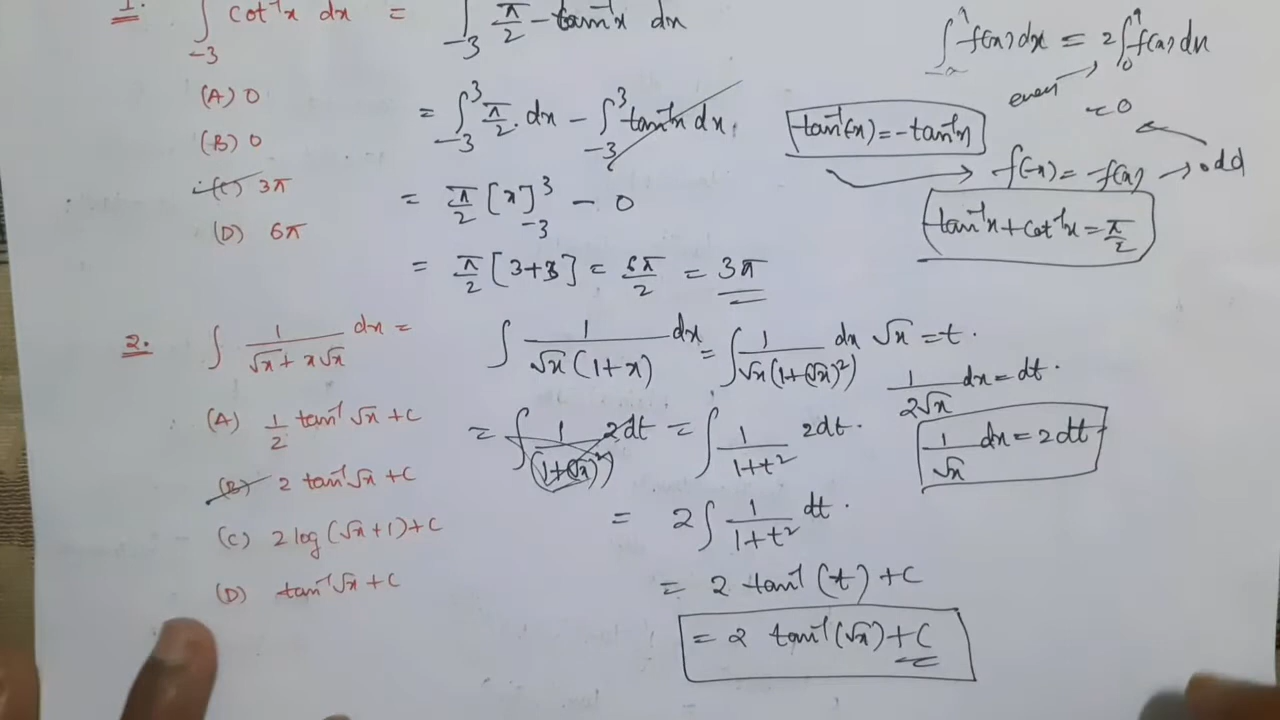 1. ∫₋₃ cot⁻¹x dx = ∫₋₃ π/2 - tan⁻¹x dx
(A) 0
(B) 0
(C) 3π
(D) 6π
= ∫₋₃³ π/2 . dx - ∫₋₃³ tan⁻¹x dx
= π/2 [x]³₋₃ - 0
= π/2 [3+3] = 6π/2 = 3π
∫₋ₐᵃ f(x) dx = 2∫₀ᵃ f(x) dx
even
= 0
tan⁻¹(-x) = -tan⁻¹x
f(-x) = -f(x) → odd
tan⁻¹x + cot⁻¹x = π/2
2. ∫ 1/(√x + x√x) dx =
(A) 1/2 tan⁻¹ √x + C
(B) 2 tan⁻¹ √x + C
(C) 2 log (√x + 1) + C
(D) tan⁻¹ √x + C
∫ 1/(√x (1+x)) dx = ∫ 1/(√x (1+(√x)²)) dx
= ∫ 1/(1+(√x)²) 2dt = ∫ 1/(1+t²) 2dt.
= 2 ∫ 1/(1+t²) dt.
= 2 tan⁻¹(t) + C
= 2 tan⁻¹(√x) + C
√x = t.
1/(2√x) dx = dt.
1/√x dx = 2dt